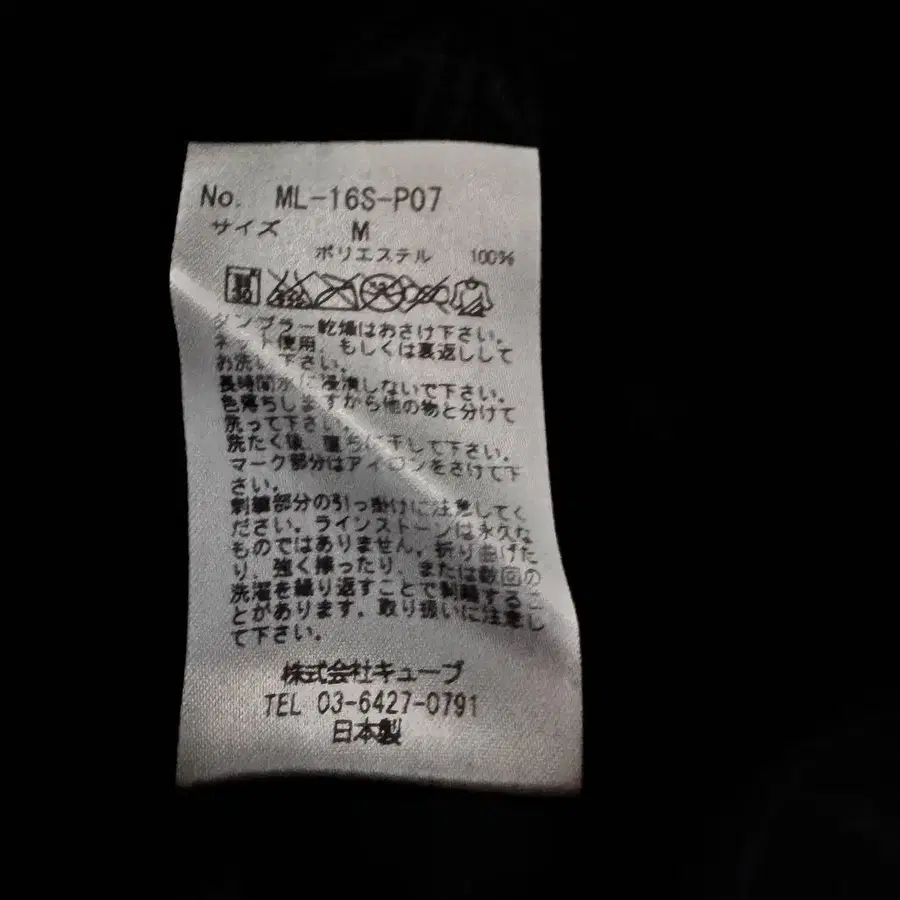 No. ML-16S-P07
サイズ M
ポリエステル 100%
タンブラー乾燥はおさけ下さい。
ネット使用、もしくは裏返しして
お洗い下さい。
長時間水に浸漬しないで下さい。
色落ちしますから他の物と分けて
洗って下さい。
洗たく後、直ちに干して下さい。
マーク部分はアイロンをさけて下
さい。
刺繍部分の引っ掛けに注意してく
ださい。ラインストーンは永久な
ものではありません。折り曲げた
り、強く擦ったり、または数回の
洗濯を繰り返すことで剥離するこ
とがあります。取り扱いに注意し
て下さい。
株式会社キューブ
TEL 03-6427-0791
日本製